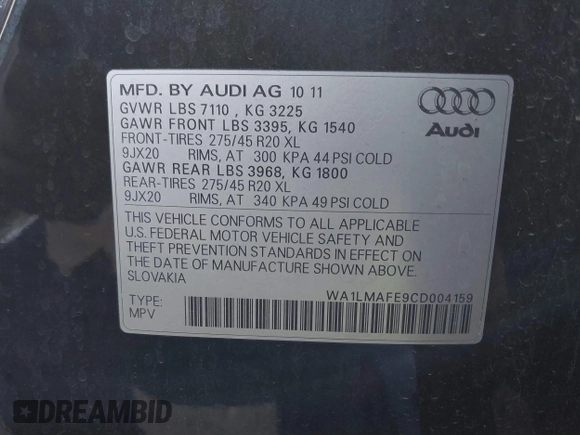 MFD. BY AUDI AG 10 11
GVWR LBS 7110 , KG 3225
GAWR FRONT LBS 3395, KG 1540
FRONT-TIRES 275/45 R20 XL
9JX20 RIMS, AT 300 KPA 44 PSI COLD
GAWR REAR LBS 3968, KG 1800
REAR-TIRES 275/45 R20 XL
9JX20 RIMS, AT 340 KPA 49 PSI COLD
Audi
THIS VEHICLE CONFORMS TO ALL APPLICABLE
U.S. FEDERAL MOTOR VEHICLE SAFETY AND
THEFT PREVENTION STANDARDS IN EFFECT ON
THE DATE OF MANUFACTURE SHOWN ABOVE.
SLOVAKIA
WA1LMAFE9CD004159
TYPE:
MPV
DREAMBID